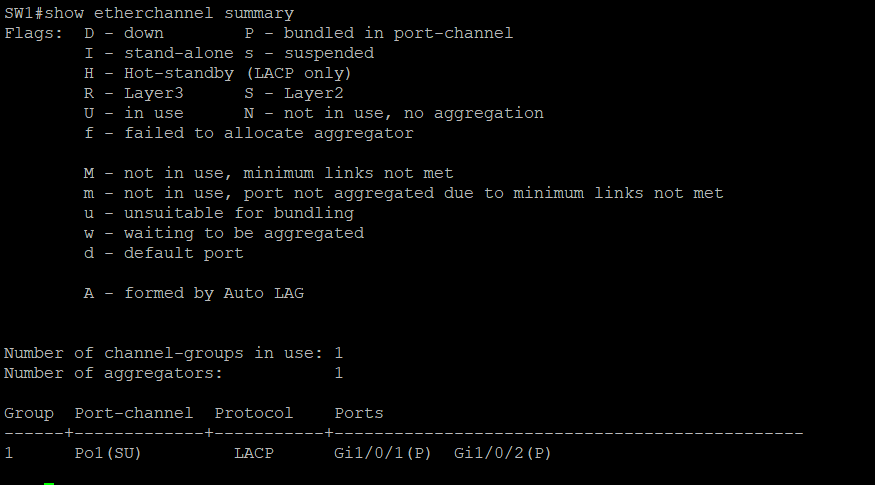 SW1#show etherchannel summary
Flags:  D - down        P - bundled in port-channel
        I - stand-alone s - suspended
        H - Hot-standby (LACP only)
        R - Layer3      S - Layer2
        U - in use      N - not in use, no aggregation
        f - failed to allocate aggregator

        M - not in use, minimum links not met
        m - not in use, port not aggregated due to minimum links not met
        u - unsuitable for bundling
        w - waiting to be aggregated
        d - default port

        A - formed by Auto LAG


Number of channel-groups in use: 1
Number of aggregators:           1

Group  Port-channel  Protocol    Ports
------+-------------+-----------+-----------------------------------------------
1      Po1(SU)         LACP      Gi1/0/1(P)  Gi1/0/2(P)